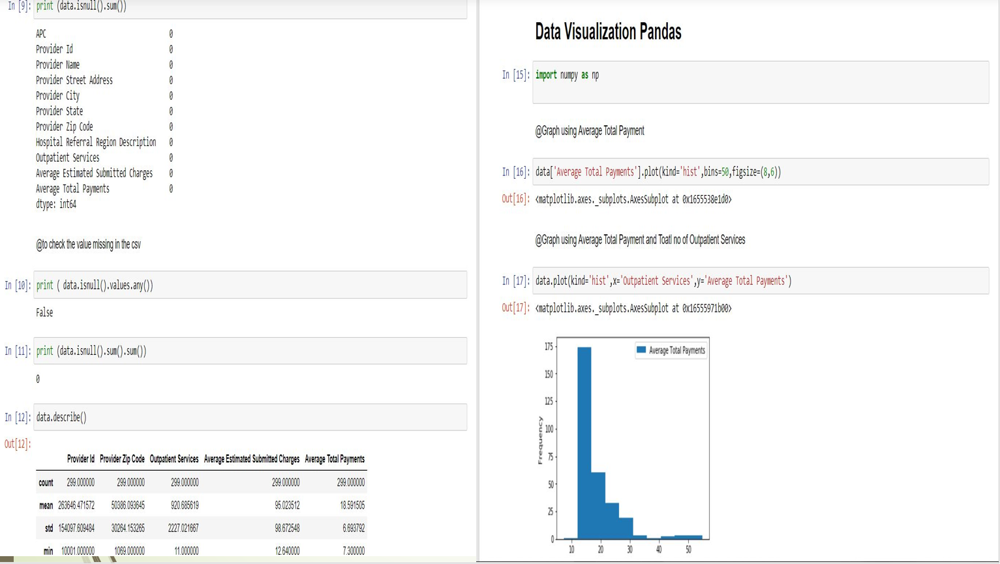 In [9]: print (data.isnull().sum())
APC 0
Provider Id 0
Provider Name 0
Provider Street Address 0
Provider City 0
Provider State 0
Provider Zip Code 0
Hospital Referral Region Description 0
Outpatient Services 0
Average Estimated Submitted Charges 0
Average Total Payments 0
dtype: int64
@to check the value missing in the csv
In [10]: print ( data.isnull().values.any())
False
In [11]: print (data.isnull().sum().sum())
0
In [12]: data.describe()
Out[12]:
Provider Id Provider Zip Code Outpatient Services Average Estimated Submitted Charges Average Total Payments
count 299.000000 299.000000 299.000000 299.000000 299.000000
mean 263646.471572 50386.093645 920.685619 95.023512 18.591505
std 154097.609484 30264.153265 2227.021667 98.672548 6.693792
min 10001.000000 1069.000000 11.000000 12.640000 7.300000
Data Visualization Pandas
In [15]: import numpy as np
@Graph using Average Total Payment
In [16]: data['Average Total Payments'].plot(kind='hist',bins=50,figsize=(8,6))
Out[16]: <matplotlib.axes._subplots.AxesSubplot at 0x1655538e1d0>
@Graph using Average Total Payment and Toatl no of Outpatient Services
In [17]: data.plot(kind='hist',x='Outpatient Services',y='Average Total Payments')
Out[17]: <matplotlib.axes._subplots.AxesSubplot at 0x16555971b00>
Average Total Payments
175
150
125
100
75
50
25
0
Frequency
10 20 30 40 50